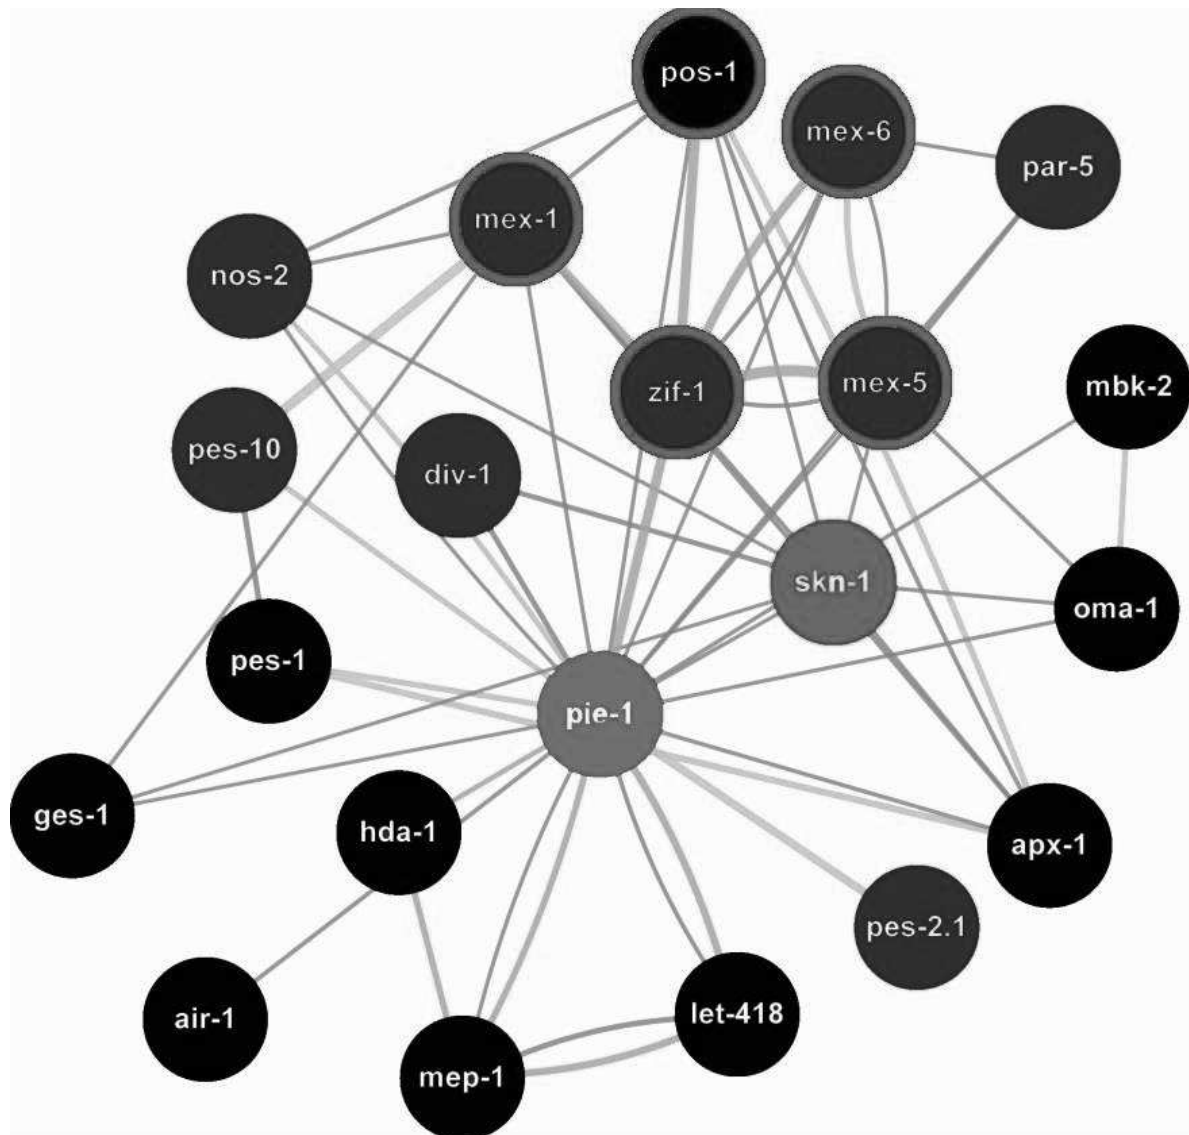 pos-1
mex-6
par-5
mex-1
nos-2
zif-1
mex-5
mbk-2
pes-10
div-1
skn-1
oma-1
pes-1
pie-1
ges-1
hda-1
apx-1
pes-2.1
air-1
let-418
mep-1